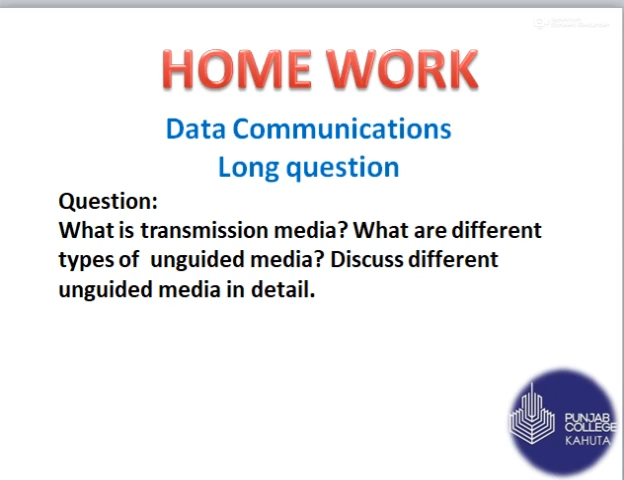 HOME WORK
Data Communications
Long question
Question:
What is transmission media? What are different
types of unguided media? Discuss different
unguided media in detail.
PUNJAB
COLLEGE
KAHUTA